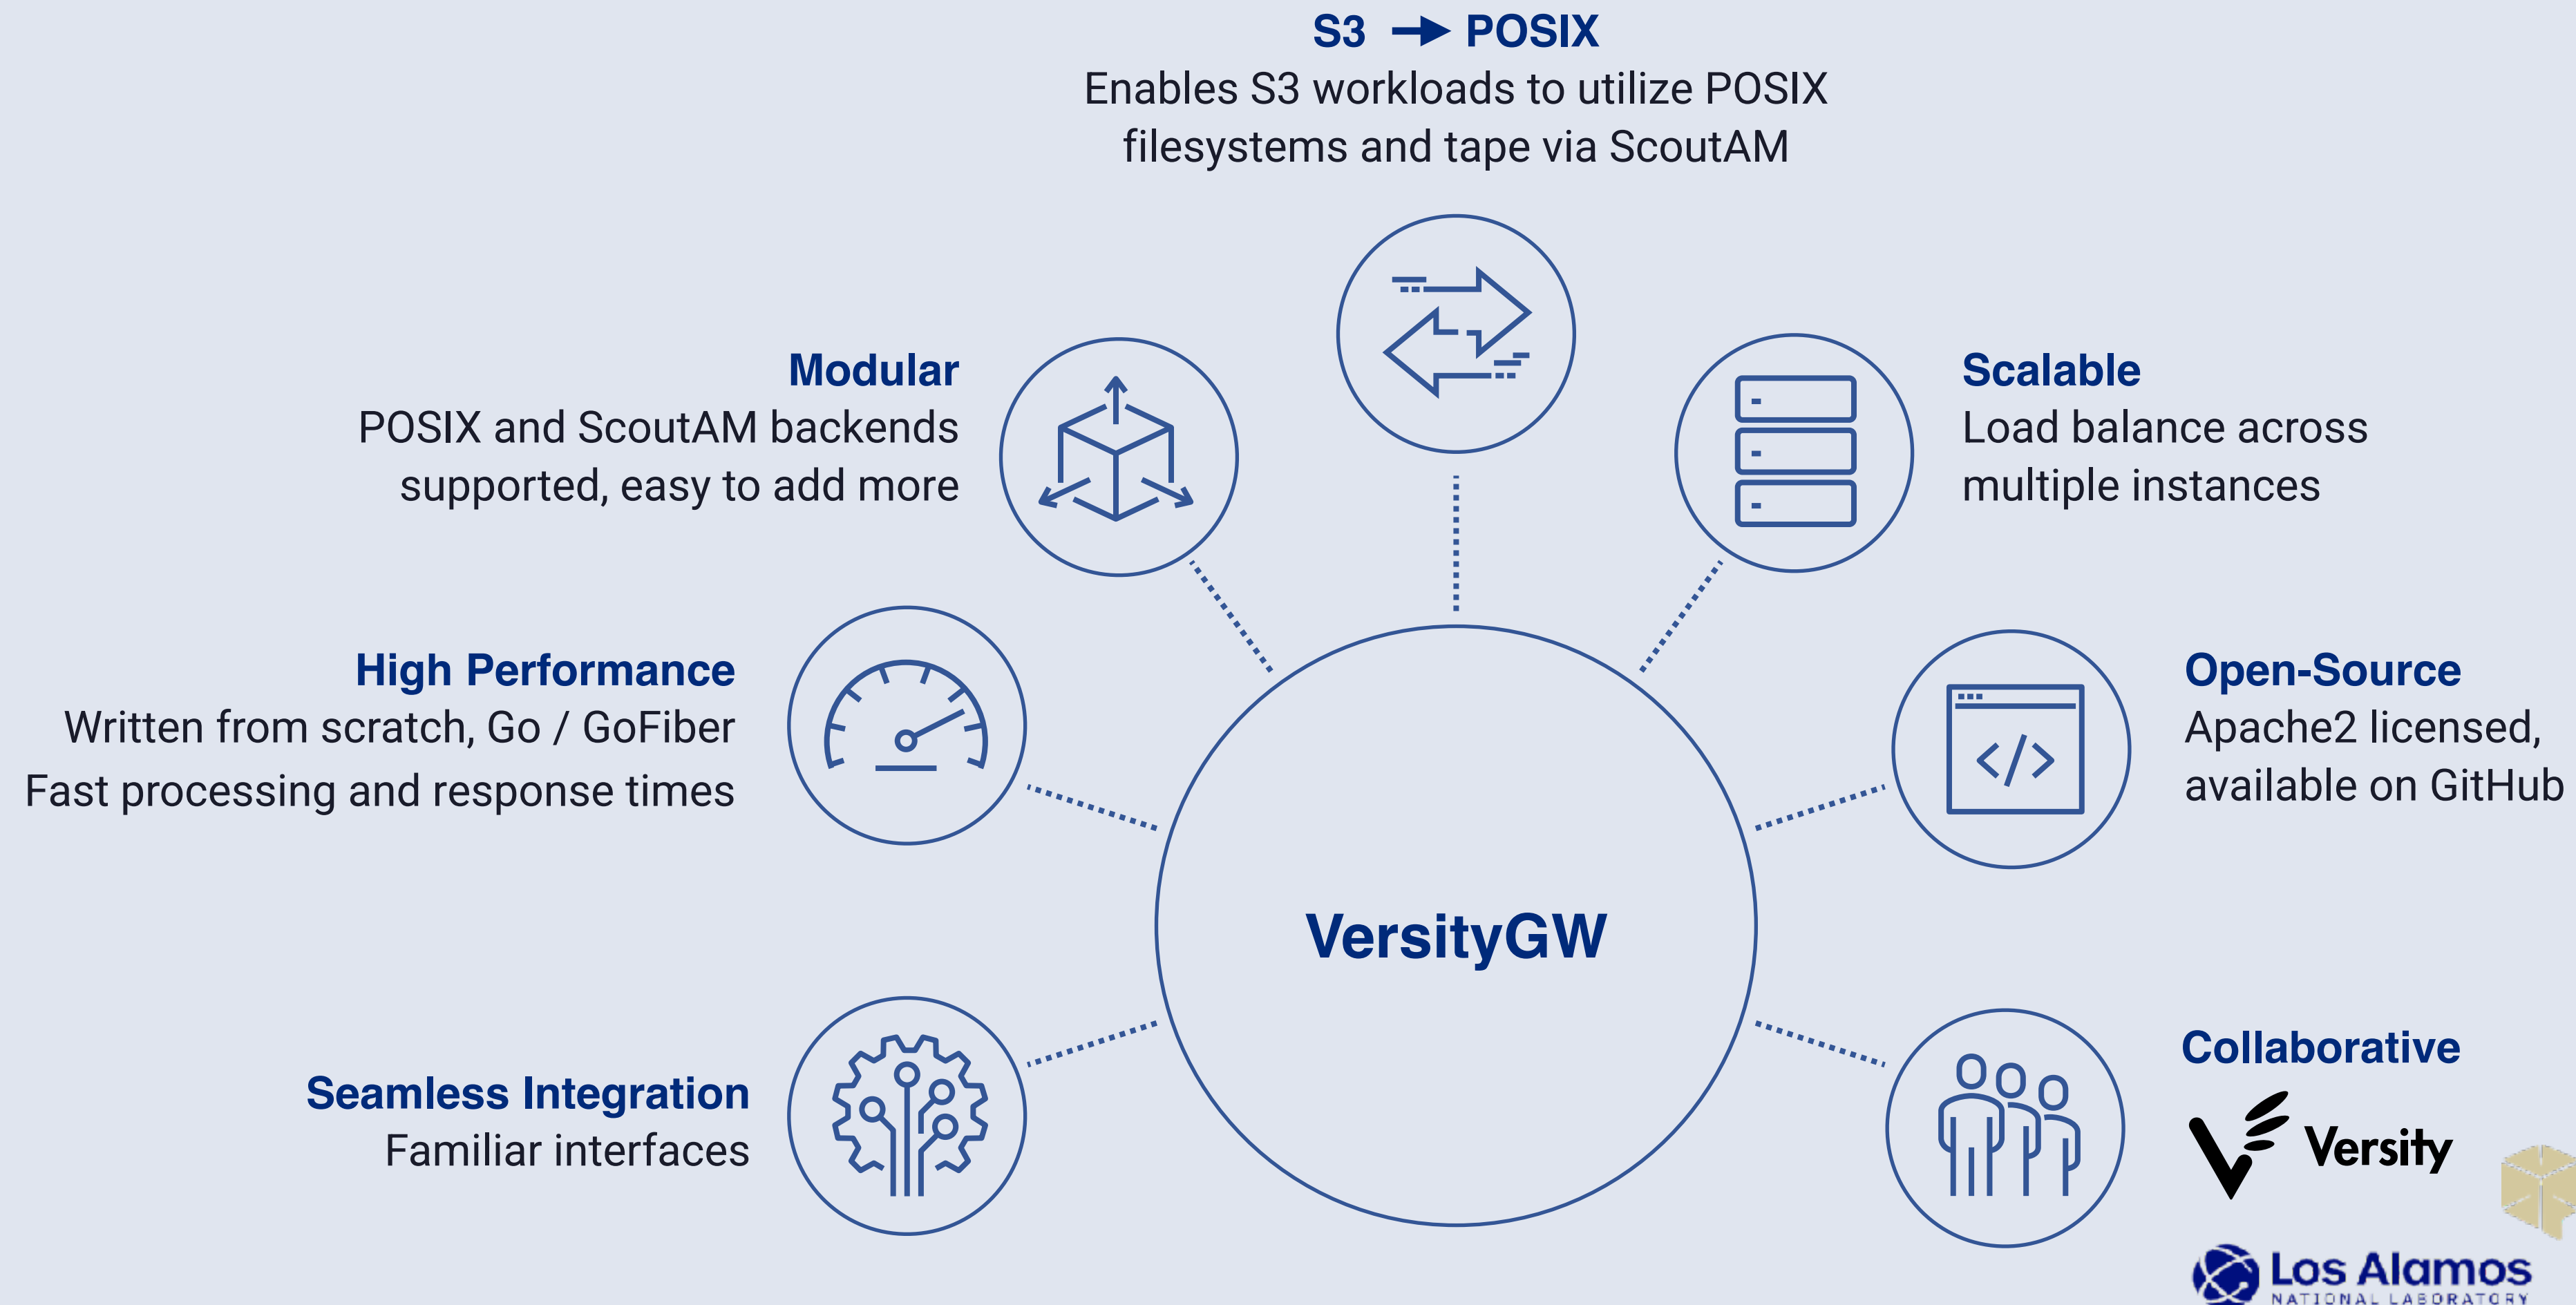 S3 → POSIX
Enables S3 workloads to utilize POSIX
filesystems and tape via ScoutAM
Modular
POSIX and ScoutAM backends
supported, easy to add more
Scalable
Load balance across
multiple instances
High Performance
Written from scratch, Go / GoFiber
Fast processing and response times
Open-Source
Apache2 licensed,
available on GitHub
</>
VersityGW
Seamless Integration
Familiar interfaces
Collaborative
Versity
Los Alamos
NATIONAL LABORATORY